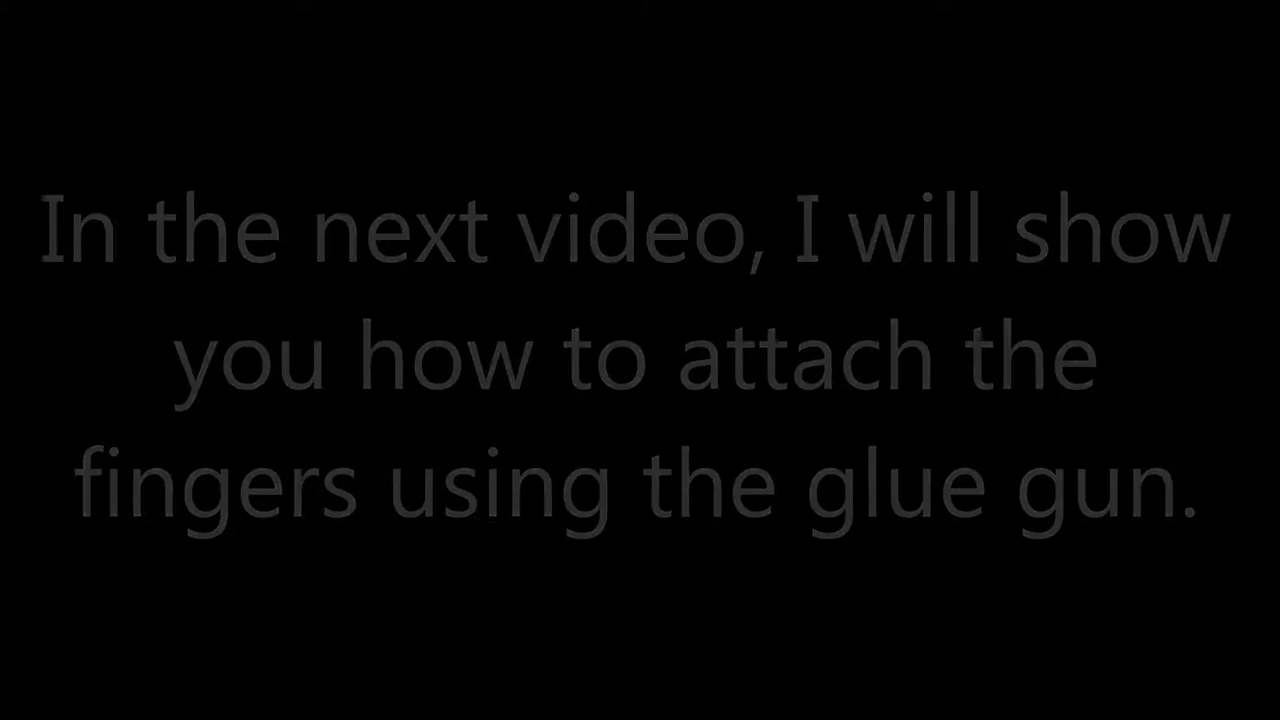 In the next video, I will show
you how to attach the
fingers using the glue gun.